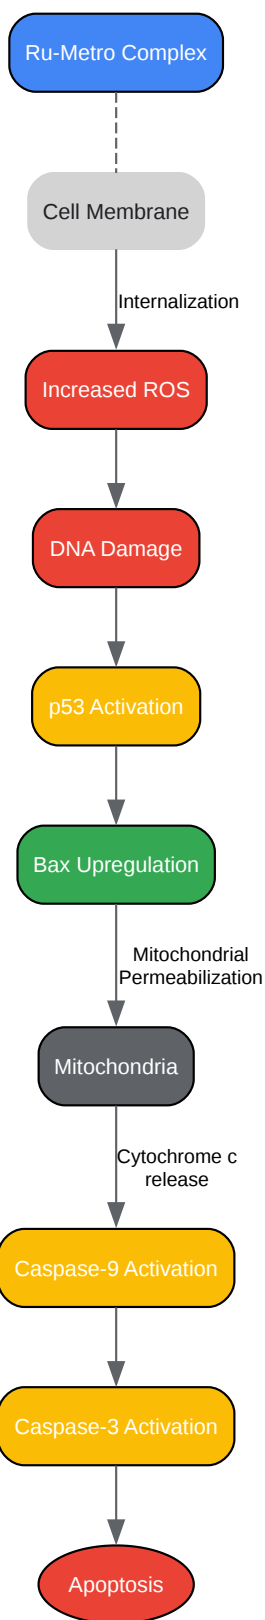 Ru-Metro Complex
Cell Membrane
Internalization
Increased ROS
DNA Damage
p53 Activation
Bax Upregulation
Mitochondrial
Permeabilization
Mitochondria
Cytochrome c
release
Caspase-9 Activation
Caspase-3 Activation
Apoptosis